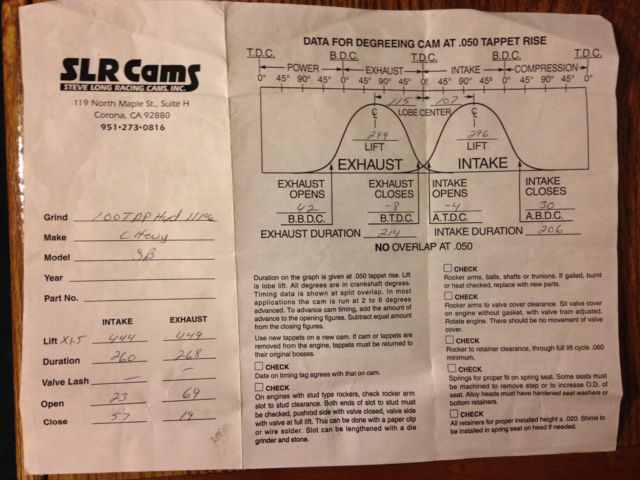 SLR Cams
STEVE LONG RACING CAMS, INC.
119 North Maple St., Suite H
Corona, CA 92880
951•273•0816
Grind
Make Chevy
Model SB
Year
Part No.
INTAKE EXHAUST
Lift X1.5 444 449
Duration 260 268
Valve Lash — —
Open 23 69
Close 57 19
DATA FOR DEGREEING CAM AT .050 TAPPET RISE
T.D.C. B.D.C. T.D.C. B.D.C. T.D.C.
POWER EXHAUST INTAKE COMPRESSION
0° 45° 90° 45° 0° 45° 90° 45° 0° 45° 90° 45° 0° 45° 90° 45° 0°
115 107
LOBE CENTER
299 296
LIFT LIFT
EXHAUST INTAKE
EXHAUST OPENS 42 B.B.D.C.
EXHAUST CLOSES -8 B.T.D.C.
INTAKE OPENS -4 A.T.D.C.
INTAKE CLOSES 30 A.B.D.C.
EXHAUST DURATION 214 INTAKE DURATION 206
NO OVERLAP AT .050
Duration on the graph is given at .050 tappet rise. Lift
is lobe lift. All degrees are in crankshaft degrees.
Timing data is shown at split overlap. In most
applications the cam is run at 2 to 6 degrees
advanced. To advance cam timing, add the amount of
advance to the opening figures. Subtract equal amount
from the closing figures.
Use new tappets on a new cam. If cam or tappets are
removed from the engine, tappets must be returned to
their original bosses.
CHECK
Date on timing tag agrees with that on cam.
CHECK
On engines with stud type rockers, check rocker arm
slot to stud clearance. Both ends of slot to stud must
be checked, pushrod side with valve closed, valve side
with valve at full lift. This can be done with a paper clip
or wire solder. Slot can be lengthened with a die
grinder and stone.
CHECK
Rocker arms, balls, shafts or trunions. If galled, burnt
or heat checked, replace with new parts.
CHECK
Rocker arms to valve cover clearance. Sit valve cover
on engine without gasket, with valve train adjusted.
Rotate engine. There should be no movement of valve
cover.
CHECK
Rocker to retainer clearance, through full lift cycle .060
minimum.
CHECK
Springs for proper fit on spring seat. Some seats must
be machined to remove step or to increase O.D. of
seat. Alloy heads must have hardened seat washers or
bottom retainers.
CHECK
All retainers for proper installed height ± .020. Shims to
be installed in spring seat on head if needed.